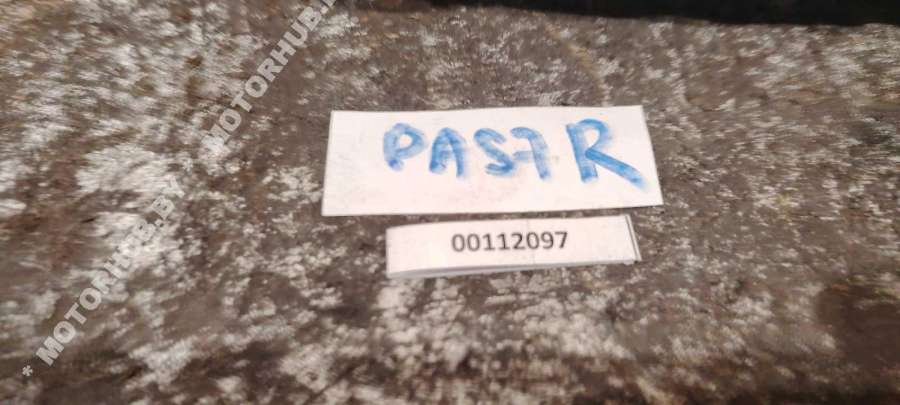 * MOTORHUB.BY * MOTORHUB.BY
PAS7 R
00112097